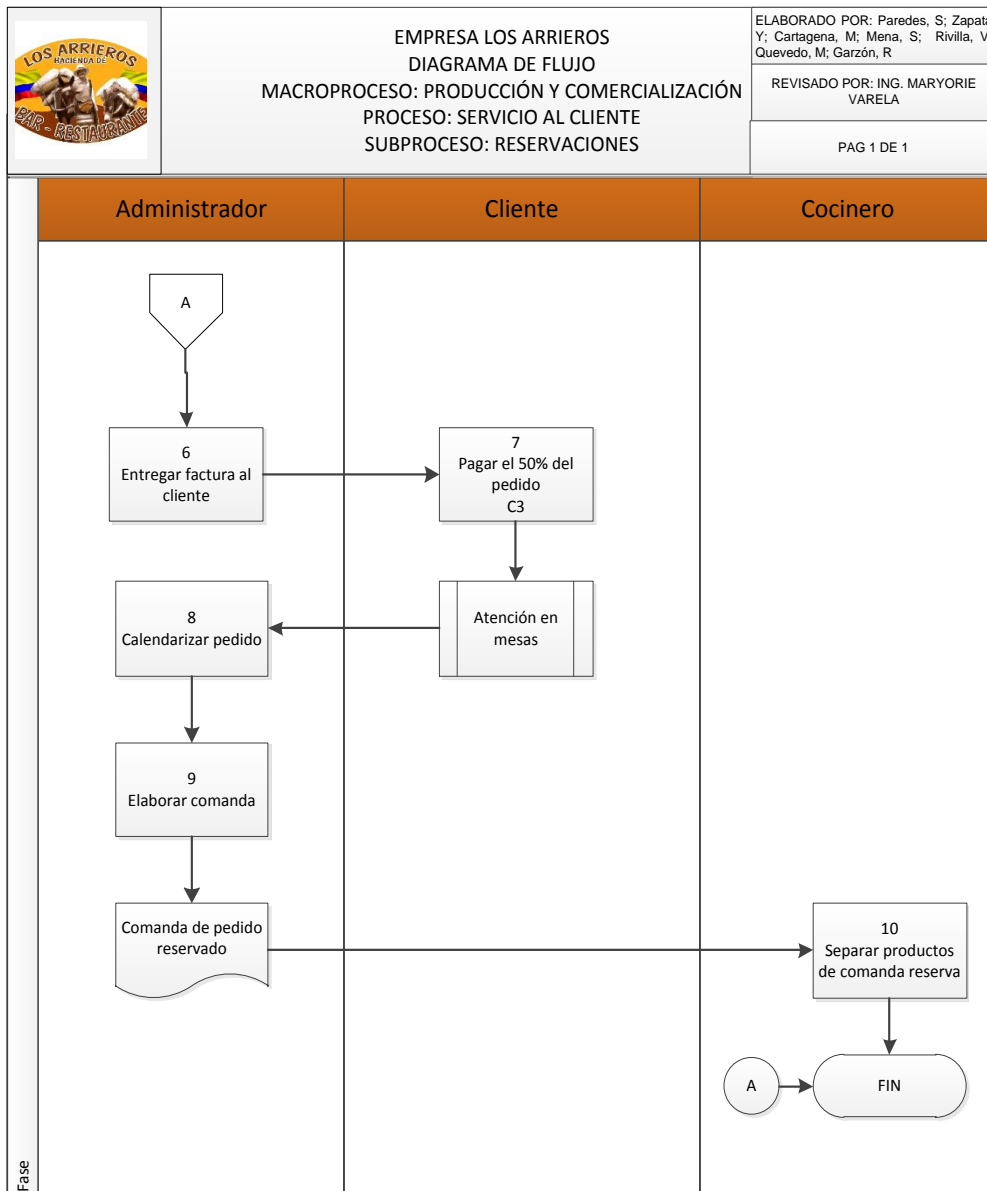 LOS ARRIEROS
HACIENDA DE
BAR - RESTAURANTE
EMPRESA LOS ARRIEROS
DIAGRAMA DE FLUJO
MACROPROCESO: PRODUCCIÓN Y COMERCIALIZACIÓN
PROCESO: SERVICIO AL CLIENTE
SUBPROCESO: RESERVACIONES
ELABORADO POR: Paredes, S; Zapata
Y; Cartagena, M; Mena, S; Rivilla, V
Quevedo, M; Garzón, R
REVISADO POR: ING. MARYORIE
VARELA
PAG 1 DE 1
Administrador
Cliente
Cocinero
A
6
Entregar factura al
cliente
7
Pagar el 50% del
pedido
C3
8
Calendarizar pedido
Atención en
mesas
9
Elaborar comanda
Comanda de pedido
reservado
10
Separar productos
de comanda reserva
A
FIN
Fase